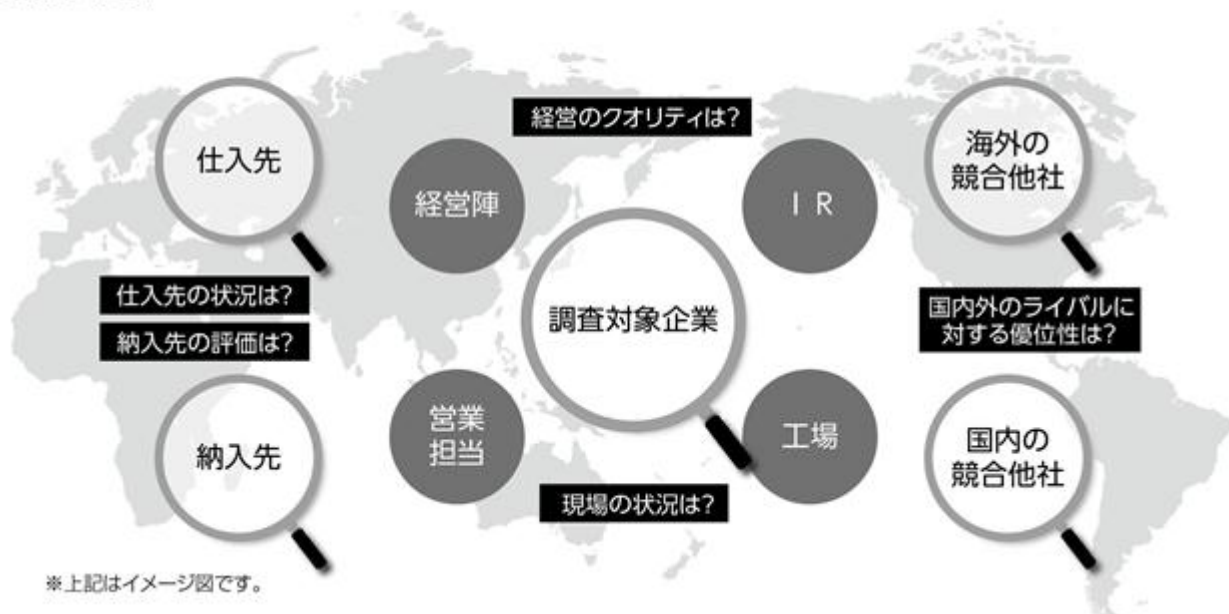 経営のクオリティは?
仕入先
経営陣
ＩＲ
海外の
競合他社
仕入先の状況は?
納入先の評価は?
調査対象企業
国内外のライバルに
対する優位性は?
納入先
営業
担当
工場
国内の
競合他社
現場の状況は?
※上記はイメージ図です。